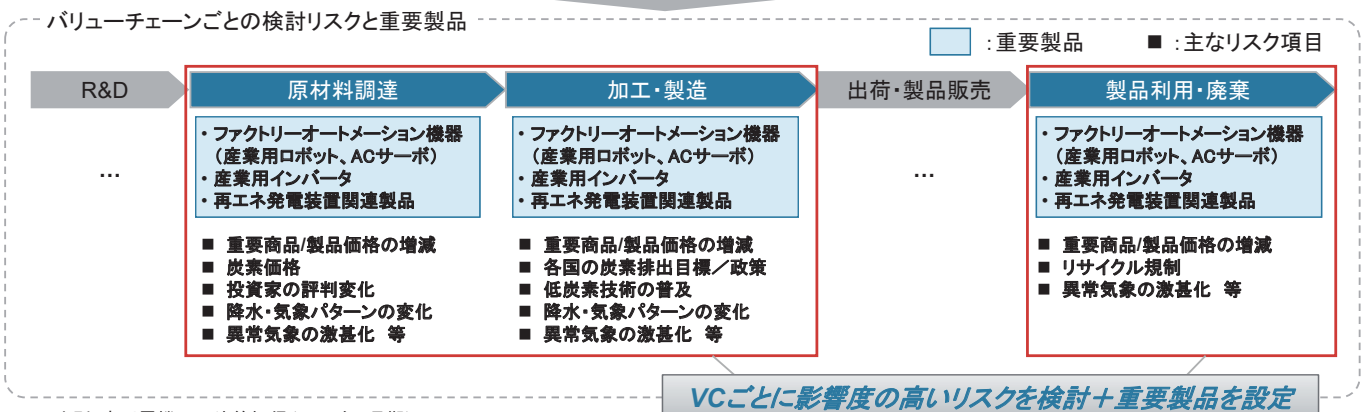 バリューチェーンごとの検討リスクと重要製品
：重要製品 ■ ：主なリスク項目
R&D
原材料調達
加工・製造
出荷・製品販売
製品利用・廃棄
…
・ファクトリーオートメーション機器
（産業用ロボット、ACサーボ）
・産業用インバータ
・再エネ発電装置関連製品
■ 重要商品/製品価格の増減
■ 炭素価格
■ 投資家の評判変化
■ 降水・気象パターンの変化
■ 異常気象の激甚化 等
・ファクトリーオートメーション機器
（産業用ロボット、ACサーボ）
・産業用インバータ
・再エネ発電装置関連製品
■ 重要商品/製品価格の増減
■ 各国の炭素排出目標／政策
■ 低炭素技術の普及
■ 降水・気象パターンの変化
■ 異常気象の激甚化 等
…
・ファクトリーオートメーション機器
（産業用ロボット、ACサーボ）
・産業用インバータ
・再エネ発電装置関連製品
■ 重要商品/製品価格の増減
■ リサイクル規制
■ 異常気象の激甚化 等
VCごとに影響度の高いリスクを検討＋重要製品を設定